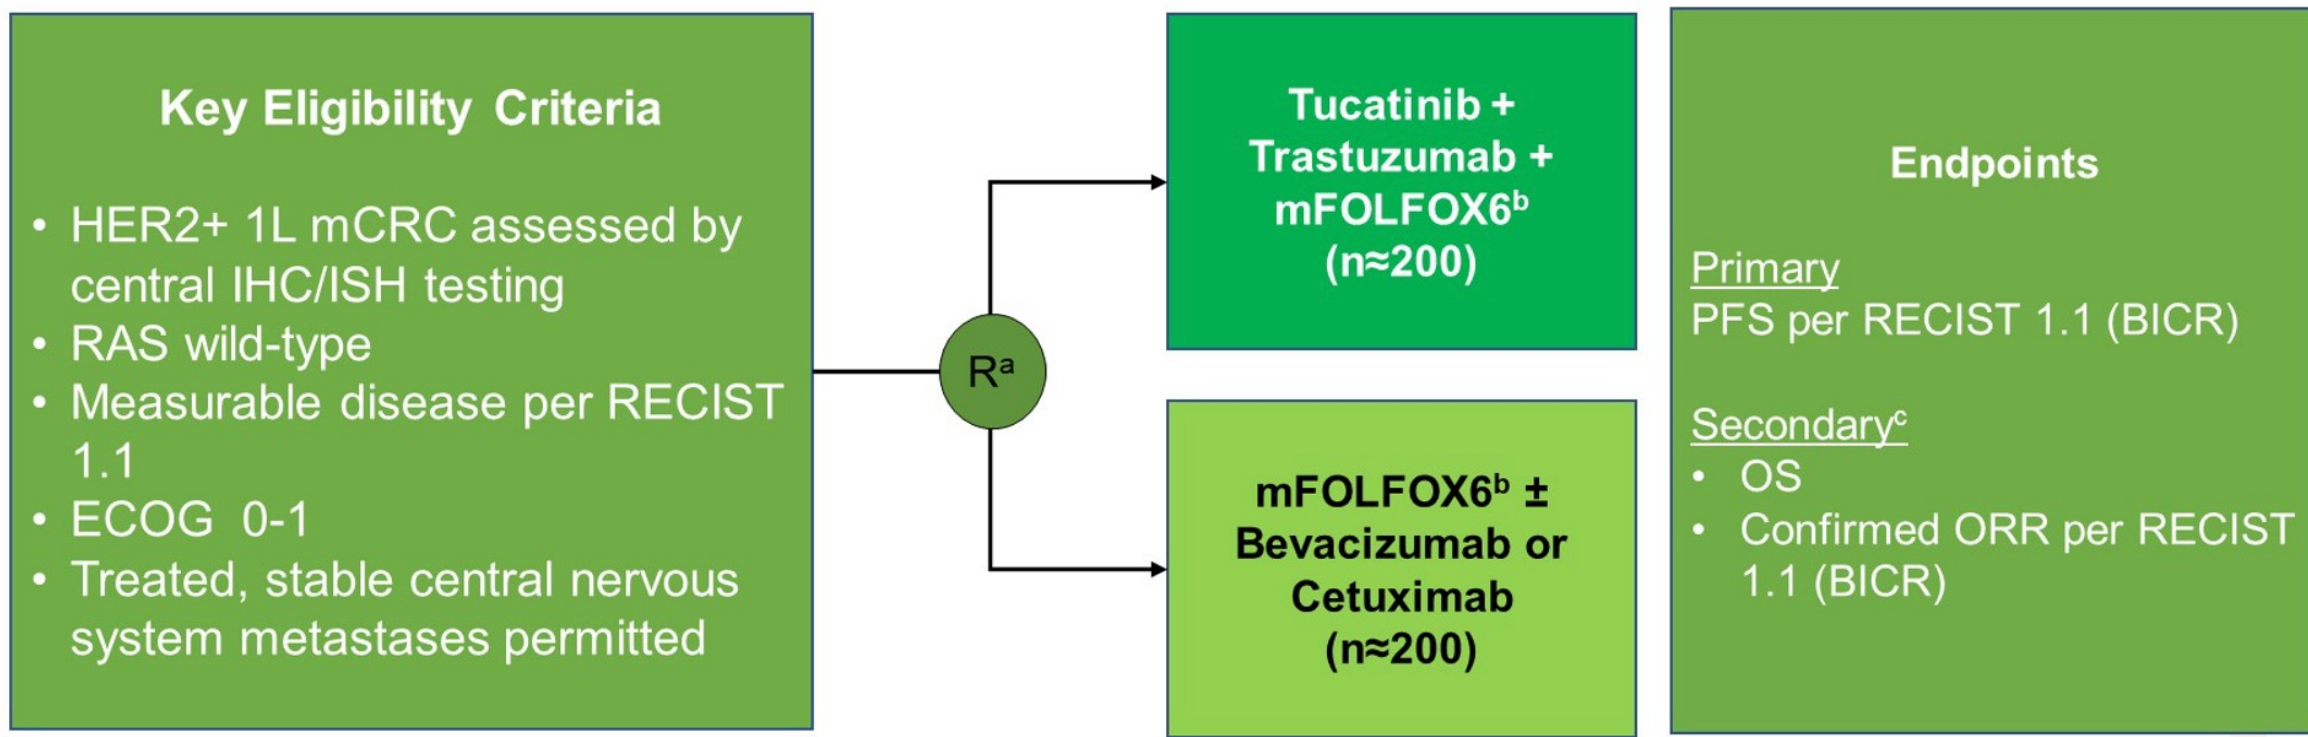 Key Eligibility Criteria
• HER2+ 1L mCRC assessed by
central IHC/ISH testing
• RAS wild-type
• Measurable disease per RECIST
1.1
• ECOG 0-1
• Treated, stable central nervous
system metastases permitted
Rᵃ
Tucatinib +
Trastuzumab +
mFOLFOX6ᵇ
(n≈200)
mFOLFOX6ᵇ ±
Bevacizumab or
Cetuximab
(n≈200)
Endpoints
Primary
PFS per RECIST 1.1 (BICR)
Secondaryᶜ
• OS
• Confirmed ORR per RECIST
1.1 (BICR)